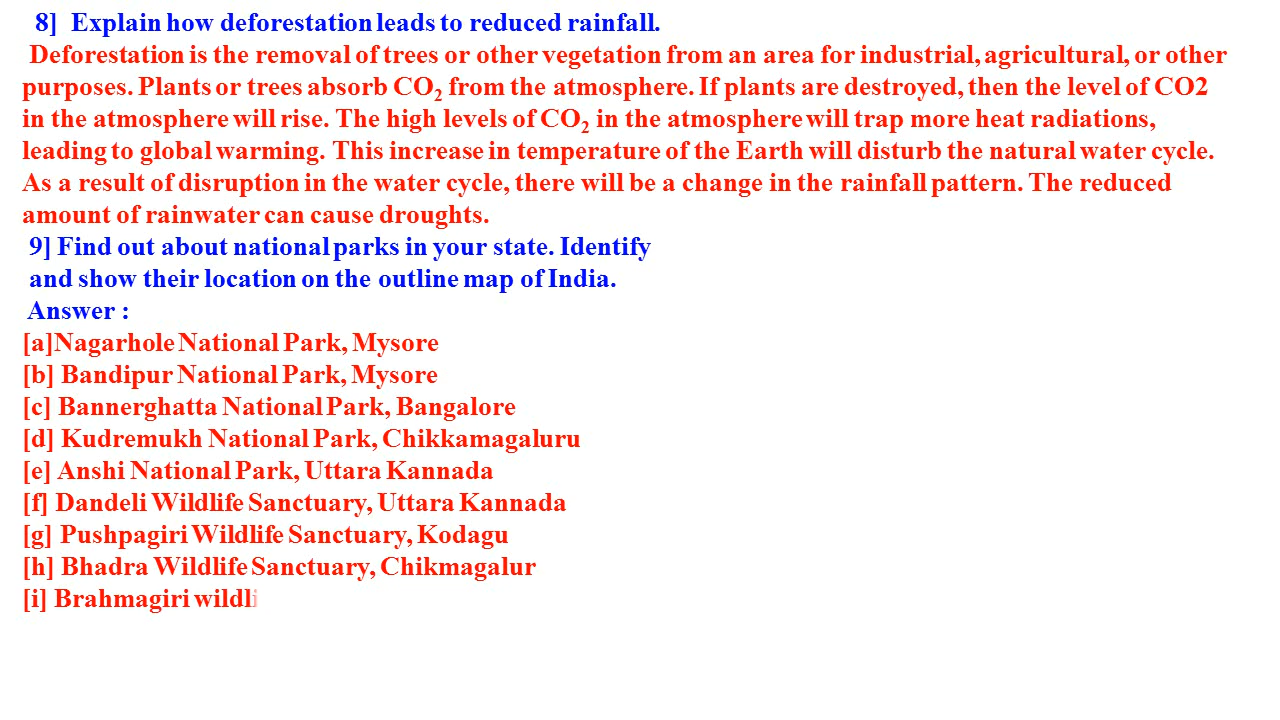 8] Explain how deforestation leads to reduced rainfall.
Deforestation is the removal of trees or other vegetation from an area for industrial, agricultural, or other
purposes. Plants or trees absorb CO₂ from the atmosphere. If plants are destroyed, then the level of CO2
in the atmosphere will rise. The high levels of CO₂ in the atmosphere will trap more heat radiations,
leading to global warming. This increase in temperature of the Earth will disturb the natural water cycle.
As a result of disruption in the water cycle, there will be a change in the rainfall pattern. The reduced
amount of rainwater can cause droughts.
9] Find out about national parks in your state. Identify
and show their location on the outline map of India.
Answer :
[a]Nagarhole National Park, Mysore
[b] Bandipur National Park, Mysore
[c] Bannerghatta National Park, Bangalore
[d] Kudremukh National Park, Chikkamagaluru
[e] Anshi National Park, Uttara Kannada
[f] Dandeli Wildlife Sanctuary, Uttara Kannada
[g] Pushpagiri Wildlife Sanctuary, Kodagu
[h] Bhadra Wildlife Sanctuary, Chikmagalur
[i] Brahmagiri wildli